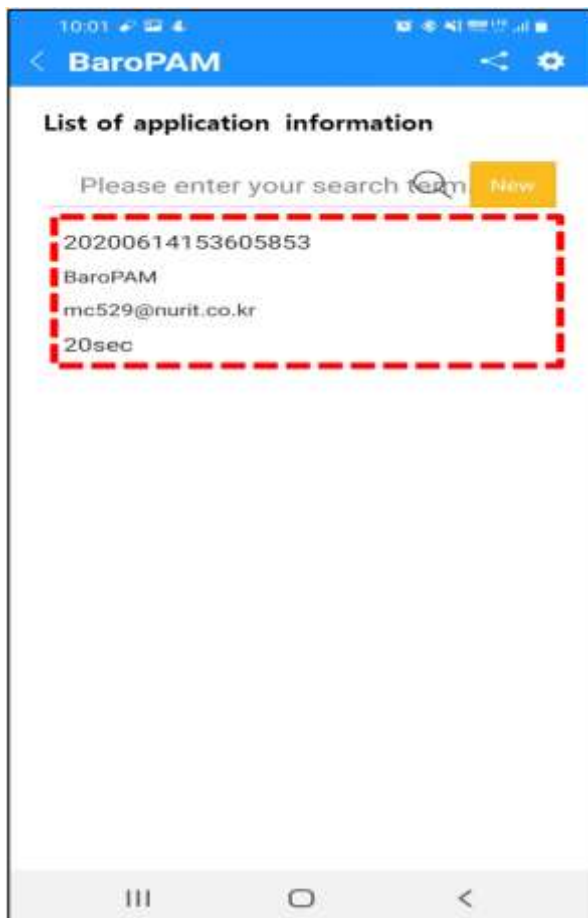 10:01
BaroPAM
List of application information
Please enter your search term.
New
20200614153605853
BaroPAM
mc529@nurit.co.kr
20sec